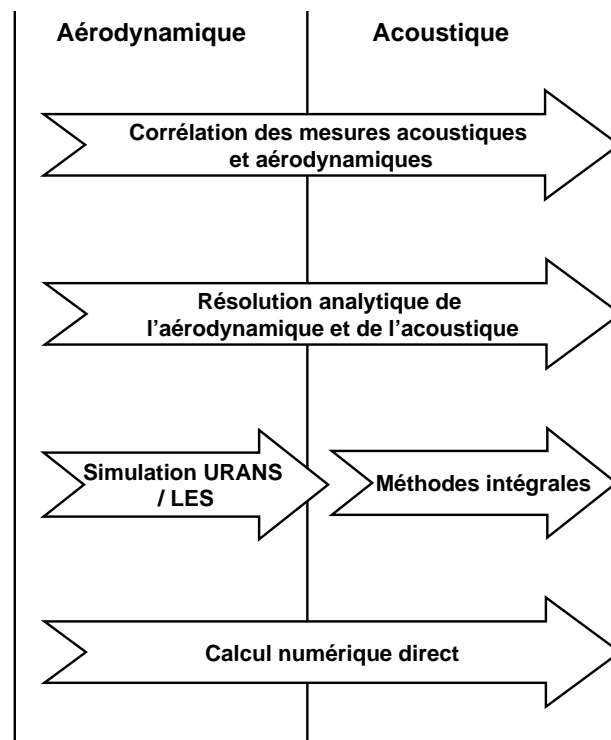 Aérodynamique
Acoustique
Corrélation des mesures acoustiques
et aérodynamiques
Résolution analytique de
l’aérodynamique et de l’acoustique
Simulation URANS
/ LES
Méthodes intégrales
Calcul numérique direct